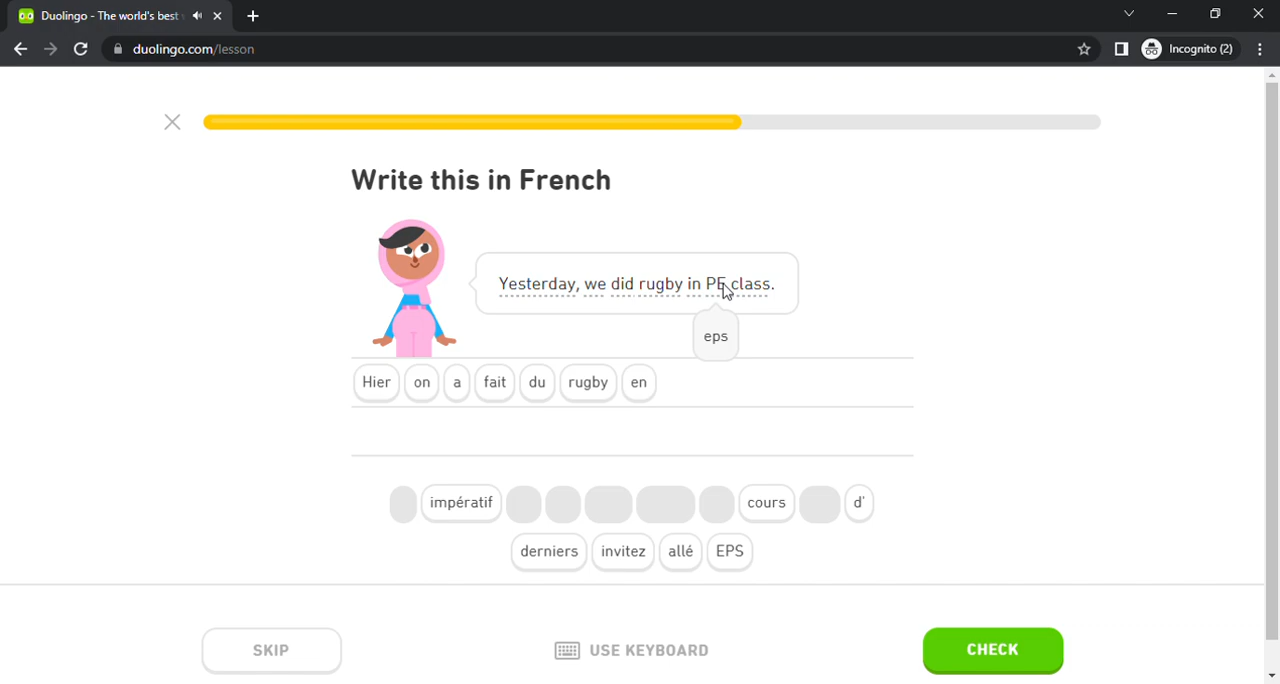 Duolingo - The world's best
duolingo.com/lesson
Incognito (2)
Write this in French
Yesterday, we did rugby in PE class.
eps
Hier on a fait du rugby en
impératif cours d'
derniers invitez allé EPS
SKIP USE KEYBOARD CHECK